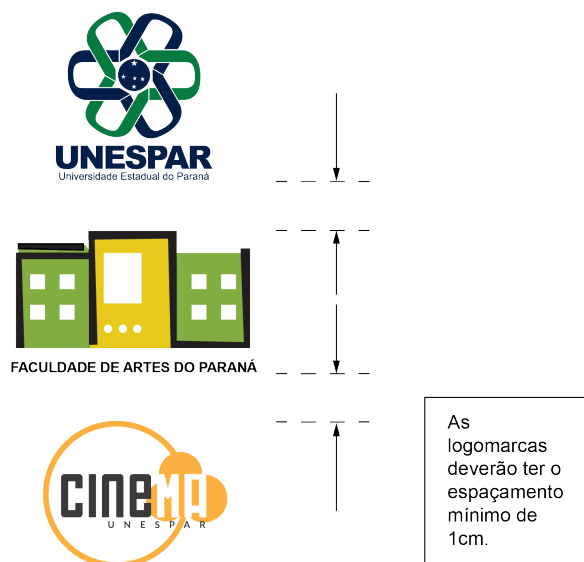 UNESPAR
Universidade Estadual do Paraná
FACULDADE DE ARTES DO PARANÁ
CINEMA
UNESPAR
As
logomarcas
deverão ter o
espaçamento
mínimo de
1cm.